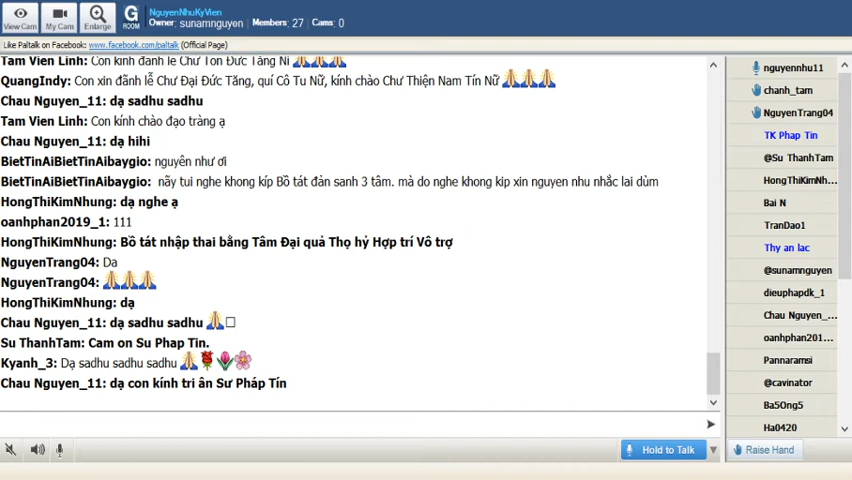 View Cam
My Cam
Enlarge
G ROOM
NguyenNhuKyVien
Owner: sunamnguyen Members: 27 Cams: 0
Like Paltalk on Facebook: www.facebook.com/paltalk (Official Page)
Tam Vien Linh: Con kính đảnh lễ Chư Tôn Đức Tăng Ni 🙏🙏🙏
QuangIndy: Con xin đãnh lễ Chư Đại Đức Tăng, quí Cô Tu Nữ, kính chào Chư Thiện Nam Tín Nữ 🙏🙏🙏
Chau Nguyen_11: dạ sadhu sadhu
Tam Vien Linh: Con kính chào đạo tràng ạ
Chau Nguyen_11: dạ hihi
BietTinAiBietTinAibaygio: nguyên như ơi
BietTinAiBietTinAibaygio: nãy tui nghe khong kíp Bồ tát đản sanh 3 tâm. mà do nghe khong kip xin nguyen nhu nhắc lai dùm
HongThiKimNhung: dạ nghe ạ
oanhphan2019_1: 111
HongThiKimNhung: Bồ tát nhập thai bằng Tâm Đại quả Thọ hỷ Hợp trí Vô trợ
NguyenTrang04: Da
NguyenTrang04: 🙏🙏🙏
HongThiKimNhung: dạ
Chau Nguyen_11: dạ sadhu sadhu 🙏□
Su ThanhTam: Cam on Su Phap Tin.
Kyanh_3: Dạ sadhu sadhu sadhu 🙏🌹🌷🌸
Chau Nguyen_11: dạ con kính tri ân Sư Pháp Tín
nguyennhu11
chanh_tam
NguyenTrang04
TK Phap Tin
@Su ThanhTam
HongThiKimNh...
Bai N
TranDao1
Thy an lac
@sunamnguyen
dieuphapdk_1
Chau Nguyen_...
oanhphan201...
Pannaramsi
@cavinator
Ba5Ong5
Ha0420
Hold to Talk
Raise Hand